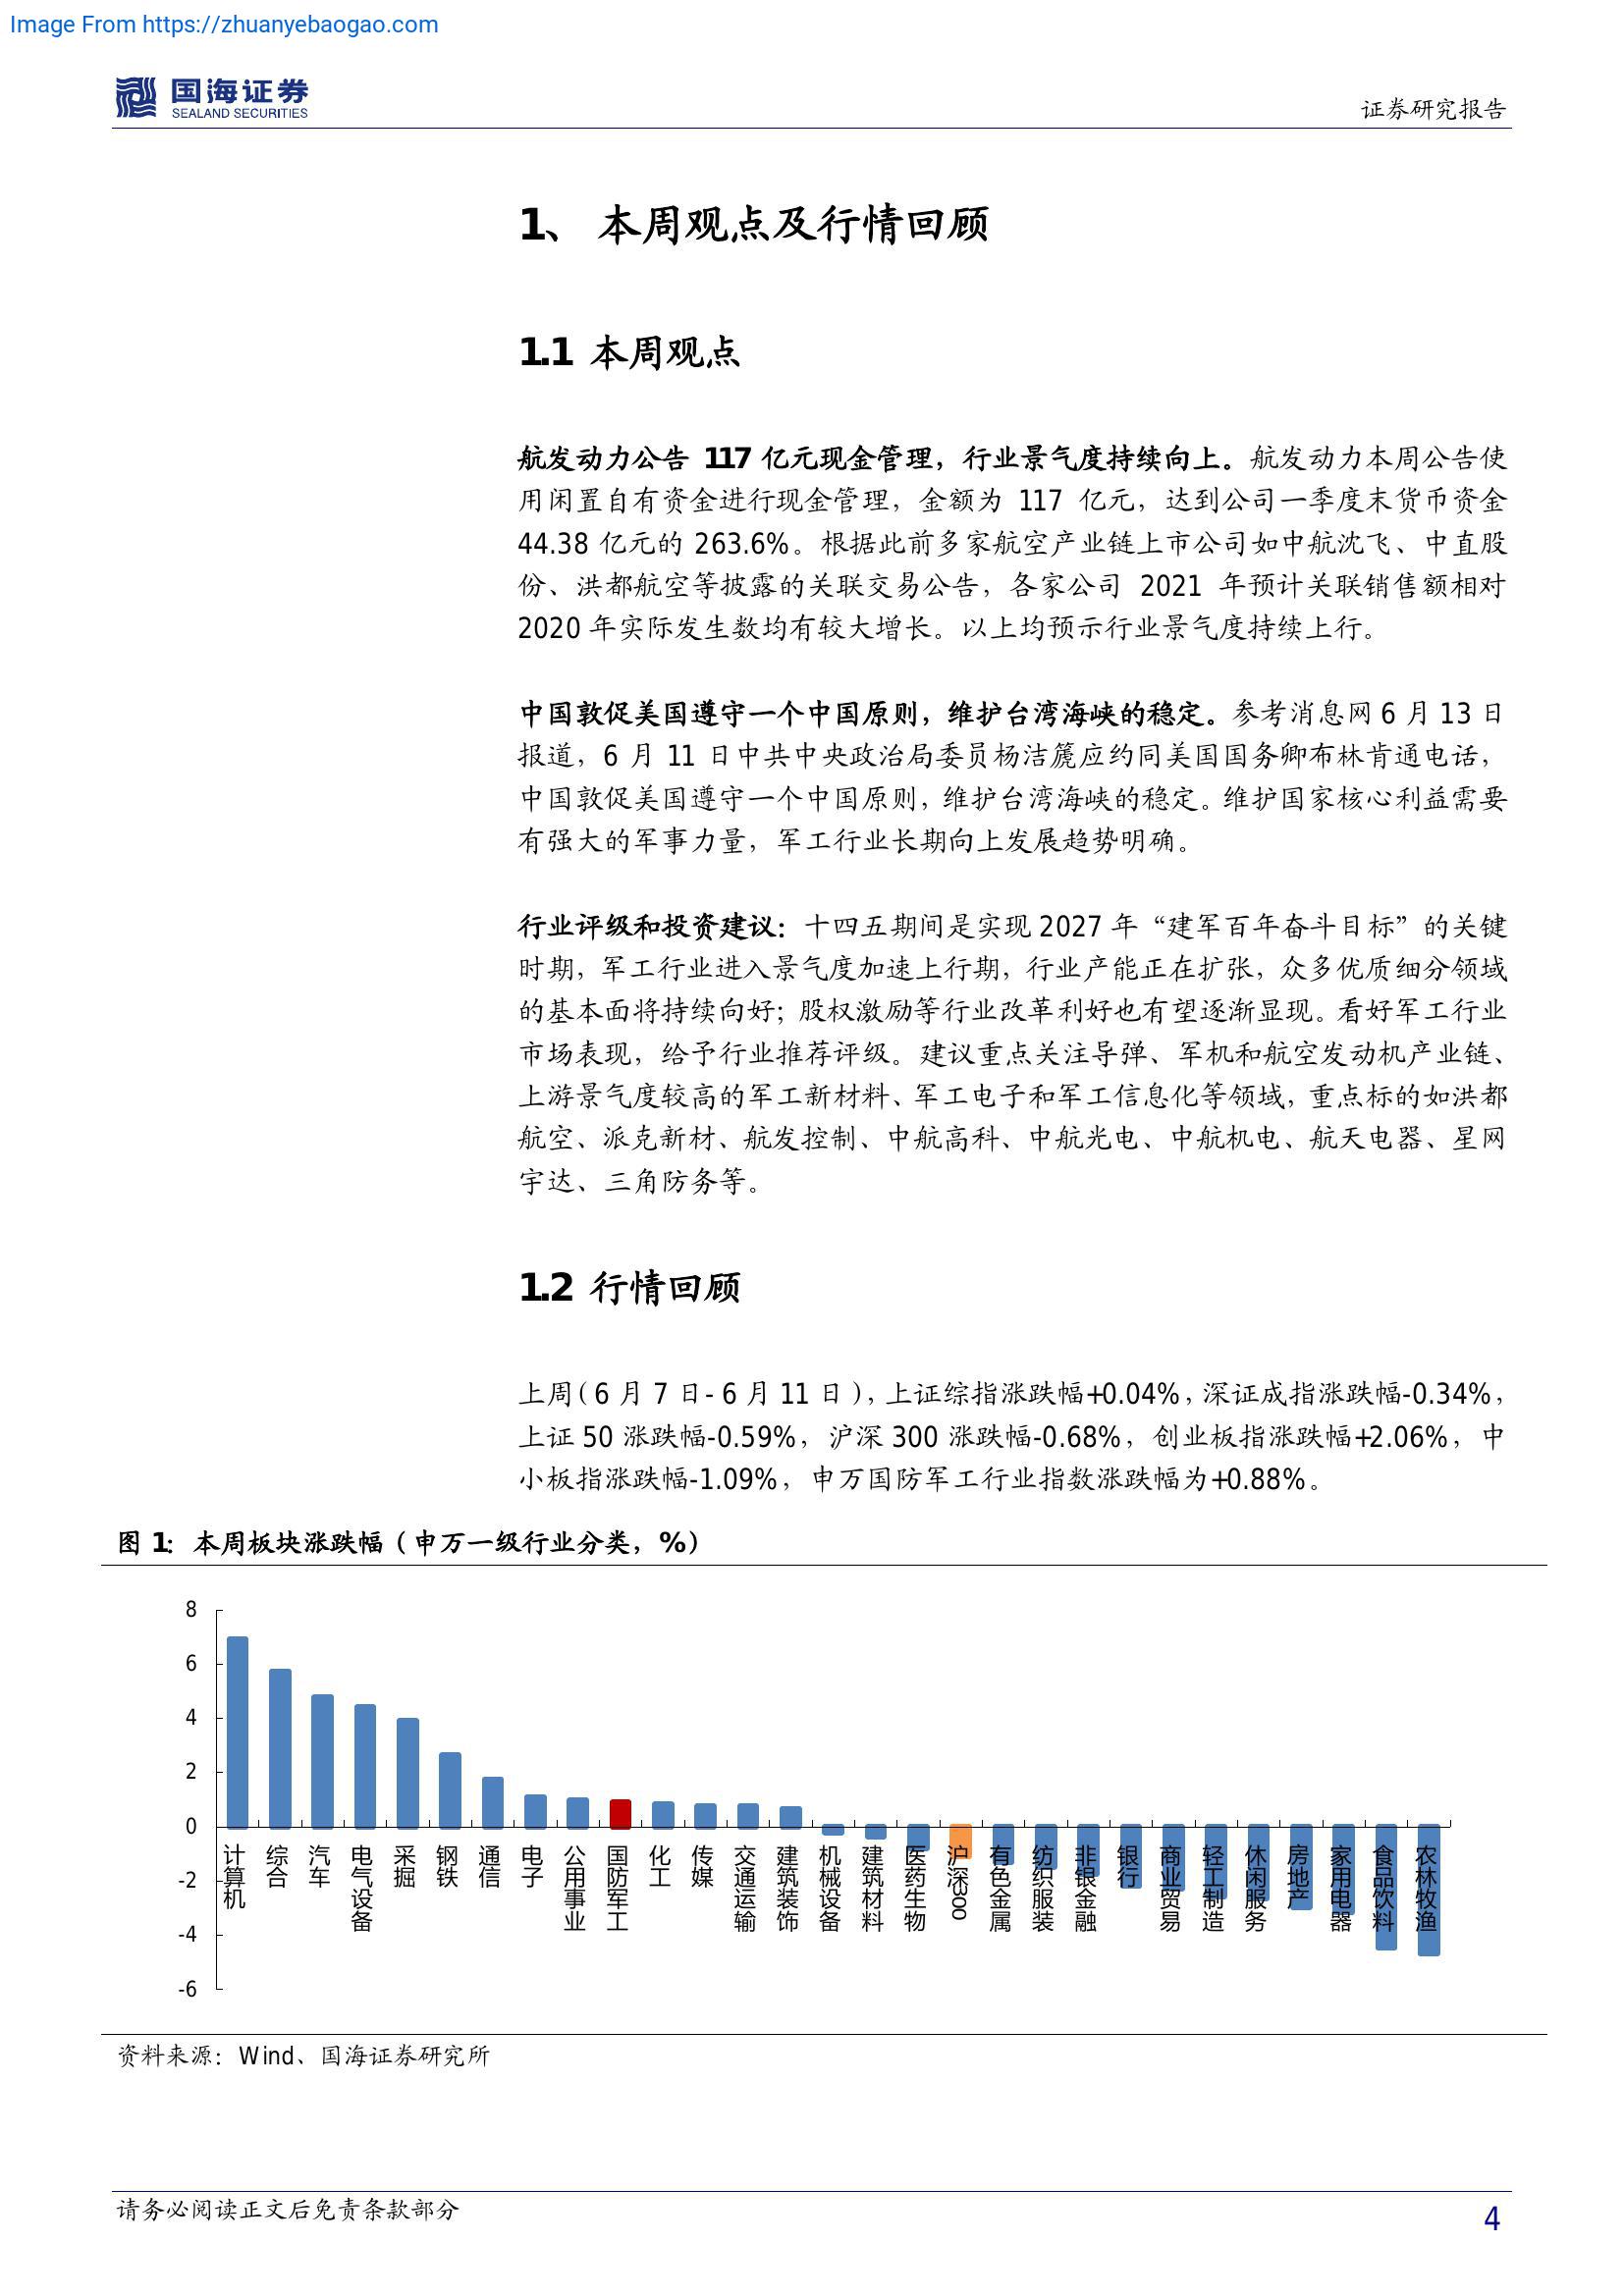 Image From https://zhuanyebaogao.com
国海证券
SEALAND SECURITIES
证券研究报告
1、 本周观点及行情回顾
1.1 本周观点
航发动力公告 117 亿元现金管理，行业景气度持续向上。航发动力本周公告使
用闲置自有资金进行现金管理，金额为 117 亿元，达到公司一季度末货币资金
44.38 亿元的 263.6%。根据此前多家航空产业链上市公司如中航沈飞、中直股
份、洪都航空等披露的关联交易公告，各家公司 2021 年预计关联销售额相对
2020 年实际发生数均有较大增长。以上均预示行业景气度持续上行。
中国敦促美国遵守一个中国原则，维护台湾海峡的稳定。参考消息网 6 月 13 日
报道，6 月 11 日中共中央政治局委员杨洁篪应约同美国国务卿布林肯通电话，
中国敦促美国遵守一个中国原则，维护台湾海峡的稳定。维护国家核心利益需要
有强大的军事力量，军工行业长期向上发展趋势明确。
行业评级和投资建议：十四五期间是实现 2027 年“建军百年奋斗目标”的关键
时期，军工行业进入景气度加速上行期，行业产能正在扩张，众多优质细分领域
的基本面将持续向好；股权激励等行业改革利好也有望逐渐显现。看好军工行业
市场表现，给予行业推荐评级。建议重点关注导弹、军机和航空发动机产业链、
上游景气度较高的军工新材料、军工电子和军工信息化等领域，重点标的如洪都
航空、派克新材、航发控制、中航高科、中航光电、中航机电、航天电器、星网
宇达、三角防务等。
1.2 行情回顾
上周（6 月 7 日- 6 月 11 日），上证综指涨跌幅+0.04%，深证成指涨跌幅-0.34%，
上证 50 涨跌幅-0.59%，沪深 300 涨跌幅-0.68%，创业板指涨跌幅+2.06%，中
小板指涨跌幅-1.09%，申万国防军工行业指数涨跌幅为+0.88%。
图 1：本周板块涨跌幅（申万一级行业分类，%）
8
6
4
2
0
-2
-4
-6
计算机
综合
汽车
电气设备
采掘
钢铁
通信
电子
公用事业
国防军工
化工
传媒
交通运输
建筑装饰
机械设备
建筑材料
医药生物
沪深300
有色金属
纺织服装
非银金融
银行
商业贸易
轻工制造
休闲服务
房地产
家用电器
食品饮料
农林牧渔
资料来源：Wind、国海证券研究所
请务必阅读正文后免责条款部分
4